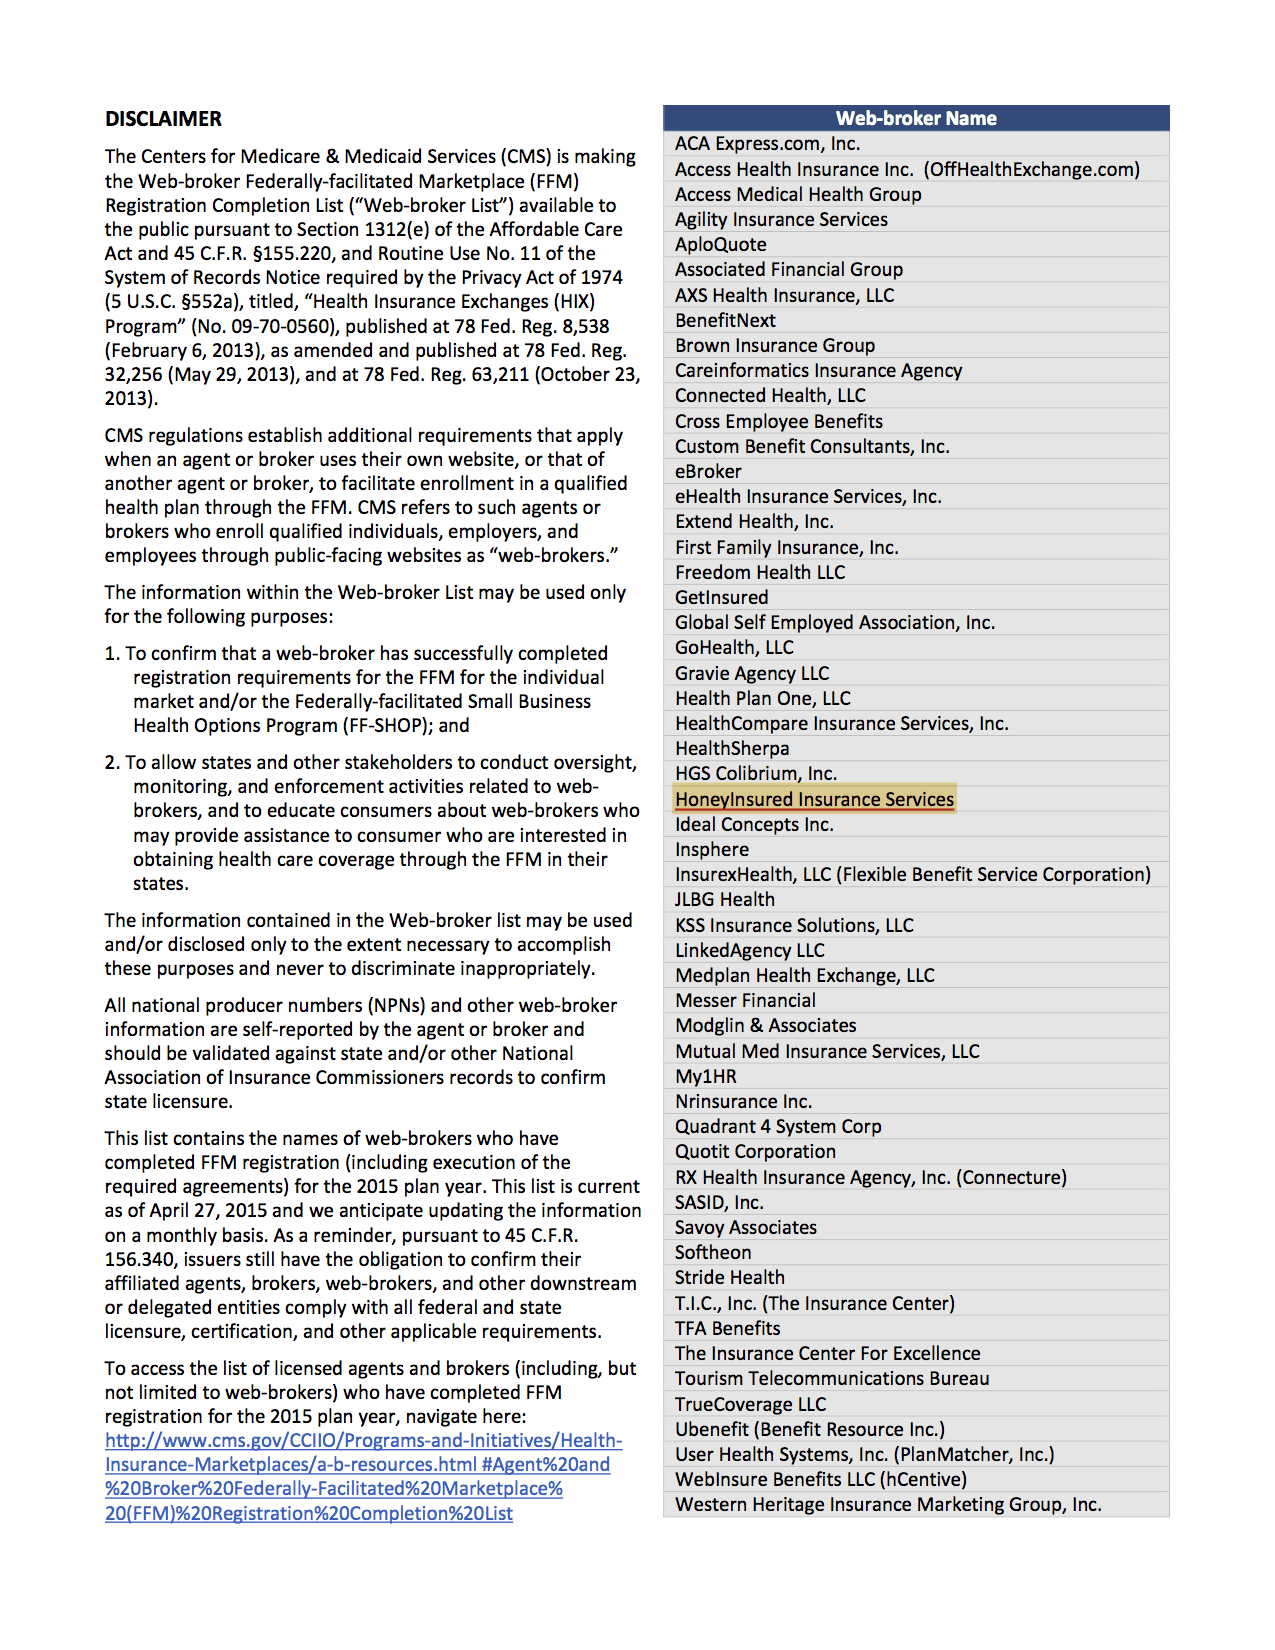 DISCLAIMER
The Centers for Medicare & Medicaid Services (CMS) is making
the Web-broker Federally-facilitated Marketplace (FFM)
Registration Completion List (“Web-broker List”) available to
the public pursuant to Section 1312(e) of the Affordable Care
Act and 45 C.F.R. §155.220, and Routine Use No. 11 of the
System of Records Notice required by the Privacy Act of 1974
(5 U.S.C. §552a), titled, “Health Insurance Exchanges (HIX)
Program” (No. 09-70-0560), published at 78 Fed. Reg. 8,538
(February 6, 2013), as amended and published at 78 Fed. Reg.
32,256 (May 29, 2013), and at 78 Fed. Reg. 63,211 (October 23,
2013).
CMS regulations establish additional requirements that apply
when an agent or broker uses their own website, or that of
another agent or broker, to facilitate enrollment in a qualified
health plan through the FFM. CMS refers to such agents or
brokers who enroll qualified individuals, employers, and
employees through public-facing websites as “web-brokers.”
The information within the Web-broker List may be used only
for the following purposes:
1. To confirm that a web-broker has successfully completed
registration requirements for the FFM for the individual
market and/or the Federally-facilitated Small Business
Health Options Program (FF-SHOP); and
2. To allow states and other stakeholders to conduct oversight,
monitoring, and enforcement activities related to web-
brokers, and to educate consumers about web-brokers who
may provide assistance to consumer who are interested in
obtaining health care coverage through the FFM in their
states.
The information contained in the Web-broker list may be used
and/or disclosed only to the extent necessary to accomplish
these purposes and never to discriminate inappropriately.
All national producer numbers (NPNs) and other web-broker
information are self-reported by the agent or broker and
should be validated against state and/or other National
Association of Insurance Commissioners records to confirm
state licensure.
This list contains the names of web-brokers who have
completed FFM registration (including execution of the
required agreements) for the 2015 plan year. This list is current
as of April 27, 2015 and we anticipate updating the information
on a monthly basis. As a reminder, pursuant to 45 C.F.R.
156.340, issuers still have the obligation to confirm their
affiliated agents, brokers, web-brokers, and other downstream
or delegated entities comply with all federal and state
licensure, certification, and other applicable requirements.
To access the list of licensed agents and brokers (including, but
not limited to web-brokers) who have completed FFM
registration for the 2015 plan year, navigate here:
http://www.cms.gov/CCIIO/Programs-and-Initiatives/Health-
Insurance-Marketplaces/a-b-resources.html #Agent%20and
%20Broker%20Federally-Facilitated%20Marketplace%
20(FFM)%20Registration%20Completion%20List
Web-broker Name
ACA Express.com, Inc.
Access Health Insurance Inc.  (OffHealthExchange.com)
Access Medical Health Group
Agility Insurance Services
AploQuote
Associated Financial Group
AXS Health Insurance, LLC
BenefitNext
Brown Insurance Group
Careinformatics Insurance Agency
Connected Health, LLC
Cross Employee Benefits
Custom Benefit Consultants, Inc.
eBroker
eHealth Insurance Services, Inc.
Extend Health, Inc.
First Family Insurance, Inc.
Freedom Health LLC
GetInsured
Global Self Employed Association, Inc.
GoHealth, LLC
Gravie Agency LLC
Health Plan One, LLC
HealthCompare Insurance Services, Inc.
HealthSherpa
HGS Colibrium, Inc.
HoneyInsured Insurance Services
Ideal Concepts Inc.
Insphere
InsurexHealth, LLC (Flexible Benefit Service Corporation)
JLBG Health
KSS Insurance Solutions, LLC
LinkedAgency LLC
Medplan Health Exchange, LLC
Messer Financial
Modglin & Associates
Mutual Med Insurance Services, LLC
My1HR
Nrinsurance Inc.
Quadrant 4 System Corp
Quotit Corporation
RX Health Insurance Agency, Inc. (Connecture)
SASID, Inc.
Savoy Associates
Softheon
Stride Health
T.I.C., Inc. (The Insurance Center)
TFA Benefits
The Insurance Center For Excellence
Tourism Telecommunications Bureau
TrueCoverage LLC
Ubenefit (Benefit Resource Inc.)
User Health Systems, Inc. (PlanMatcher, Inc.)
WebInsure Benefits LLC (hCentive)
Western Heritage Insurance Marketing Group, Inc.